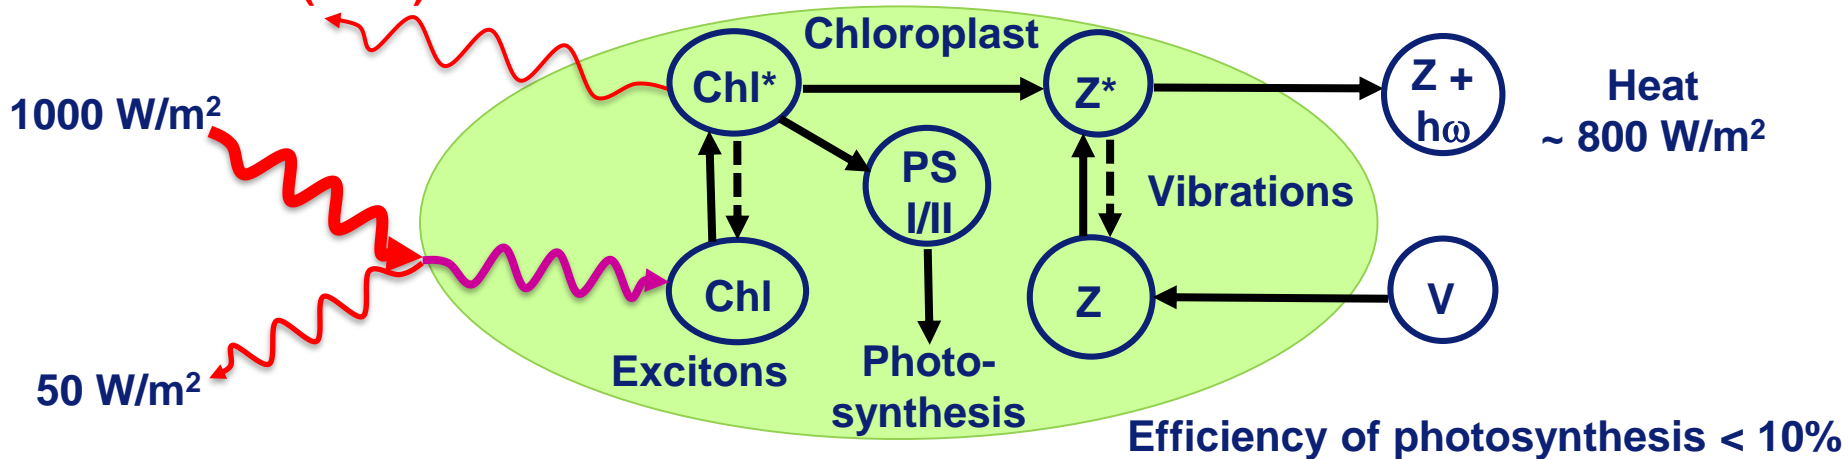 Chloroplast
1000 W/m²
Chl*
Z*
Z +
hω
Heat
~ 800 W/m²
PS
I/II
Vibrations
Chl
Z
V
50 W/m²
Excitons
Photo-
synthesis
Efficiency of photosynthesis < 10%